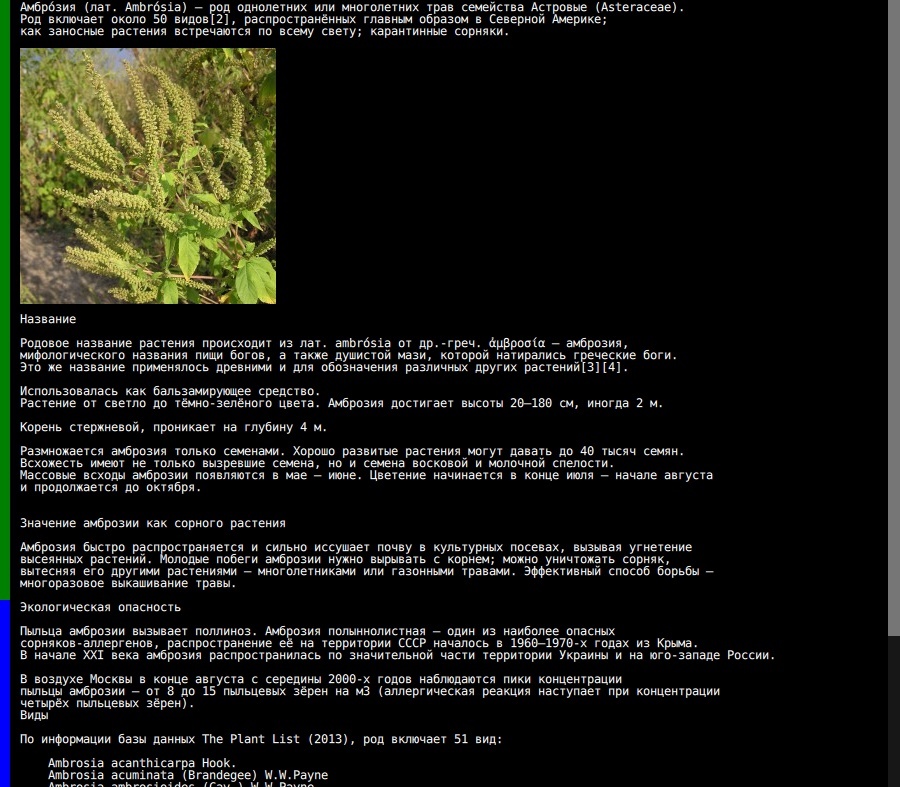 Амбро́зия (лат. Ambrósia) — род однолетних или многолетних трав семейства Астровые (Asteraceae).
Род включает около 50 видов[2], распространённых главным образом в Северной Америке;
как заносные растения встречаются по всему свету; карантинные сорняки.
Название
Родовое название растения происходит из лат. ambrósia от др.-греч. ἀμβροσία — амброзия,
мифологического названия пищи богов, а также душистой мази, которой натирались греческие боги.
Это же название применялось древними и для обозначения различных других растений[3][4].
Использовалась как бальзамирующее средство.
Растение от светло до тёмно-зелёного цвета. Амброзия достигает высоты 20—180 см, иногда 2 м.
Корень стержневой, проникает на глубину 4 м.
Размножается амброзия только семенами. Хорошо развитые растения могут давать до 40 тысяч семян.
Всхожесть имеют не только вызревшие семена, но и семена восковой и молочной спелости.
Массовые всходы амброзии появляются в мае — июне. Цветение начинается в конце июля — начале августа
и продолжается до октября.
Значение амброзии как сорного растения
Амброзия быстро распространяется и сильно иссушает почву в культурных посевах, вызывая угнетение
высеянных растений. Молодые побеги амброзии нужно вырывать с корнем; можно уничтожать сорняк,
вытесняя его другими растениями — многолетниками или газонными травами. Эффективный способ борьбы —
многоразовое выкашивание травы.
Экологическая опасность
Пыльца амброзии вызывает поллиноз. Амброзия полыннолистная — один из наиболее опасных
сорняков-аллергенов, распространение её на территории СССР началось в 1960—1970-х годах из Крыма.
В начале XXI века амброзия распространилась по значительной части территории Украины и на юго-западе России.
В воздухе Москвы в конце августа с середины 2000-х годов наблюдаются пики концентрации
пыльцы амброзии — от 8 до 15 пыльцевых зёрен на м3 (аллергическая реакция наступает при концентрации
четырёх пыльцевых зёрен).
Виды
По информации базы данных The Plant List (2013), род включает 51 вид:
Ambrosia acanthicarpa Hook.
Ambrosia acuminata (Brandegee) W.W.Payne
Ambrosia ambrosioides (Cav.) W.W.Payne